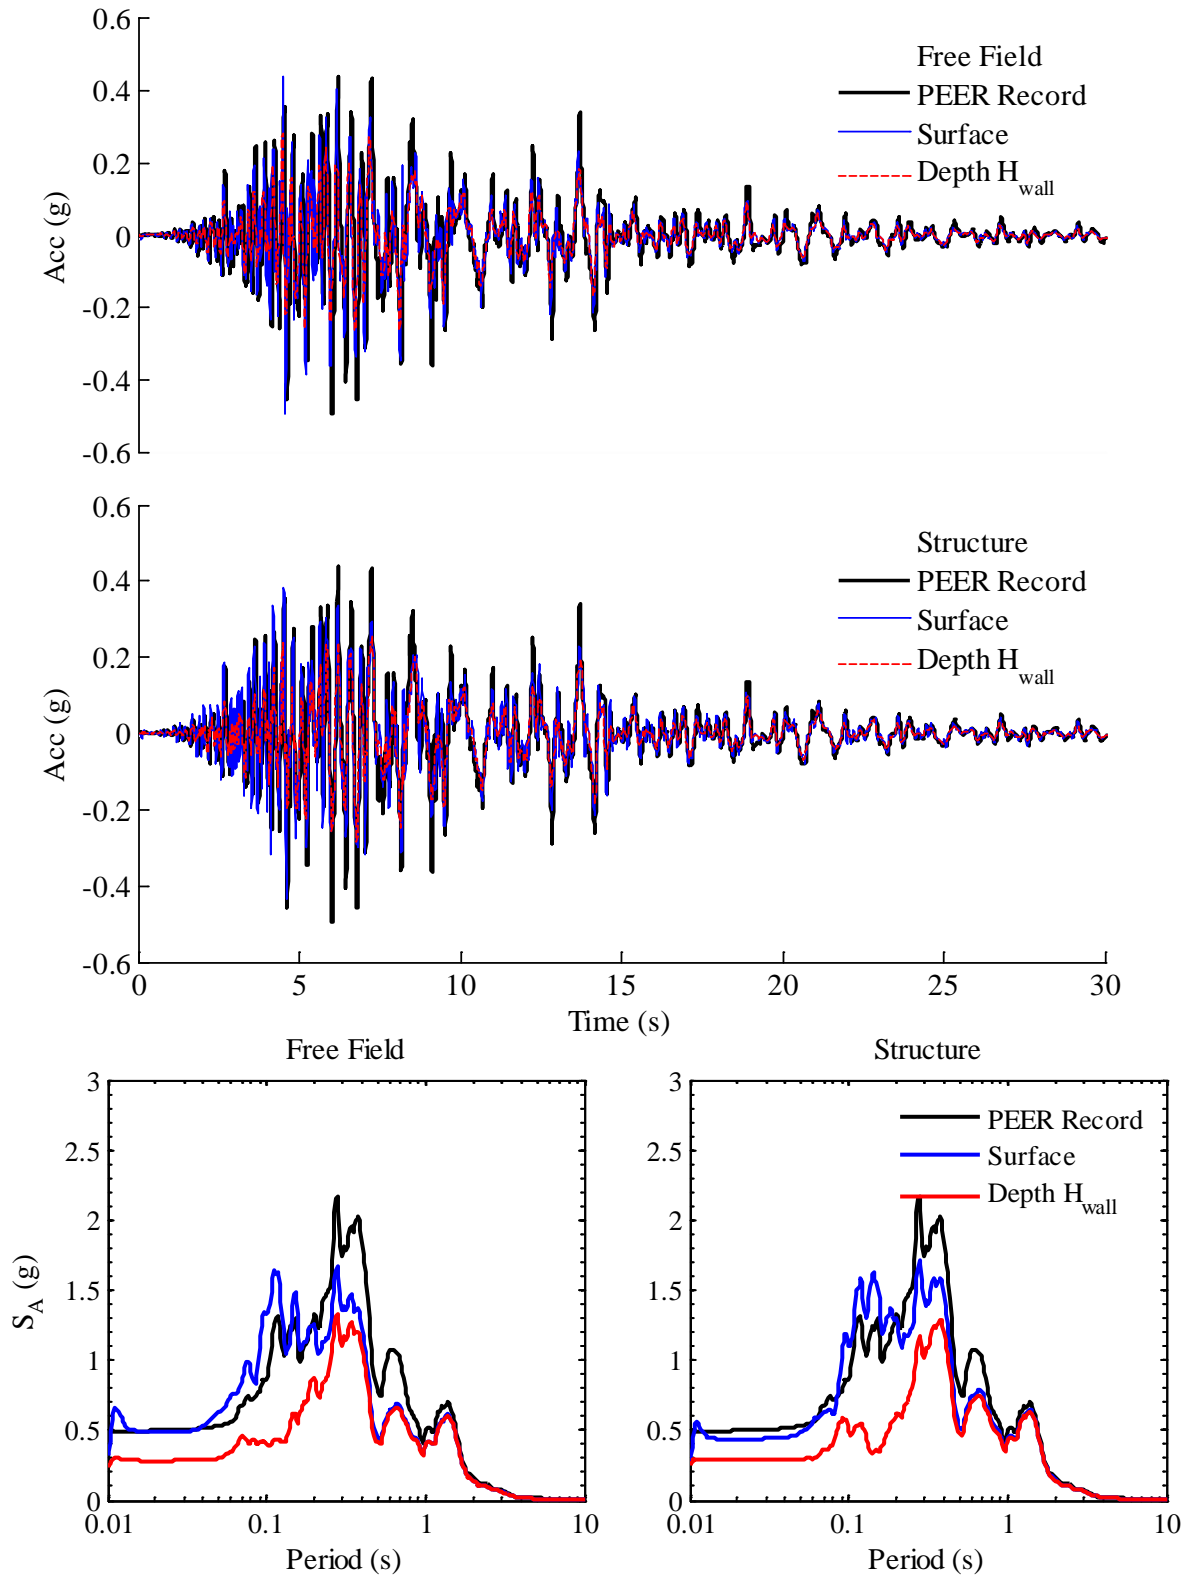 0.6
0.4
0.2
0
-0.2
-0.4
-0.6
Acc (g)
Free Field
PEER Record
Surface
Depth H_wall
0.6
0.4
0.2
0
-0.2
-0.4
-0.6
Acc (g)
Structure
PEER Record
Surface
Depth H_wall
0 5 10 15 20 25 30
Time (s)
Free Field
3
2.5
2
1.5
1
0.5
0
S_A (g)
0.01 0.1 1 10
Period (s)
Structure
3
2.5
2
1.5
1
0.5
0
PEER Record
Surface
Depth H_wall
0.01 0.1 1 10
Period (s)